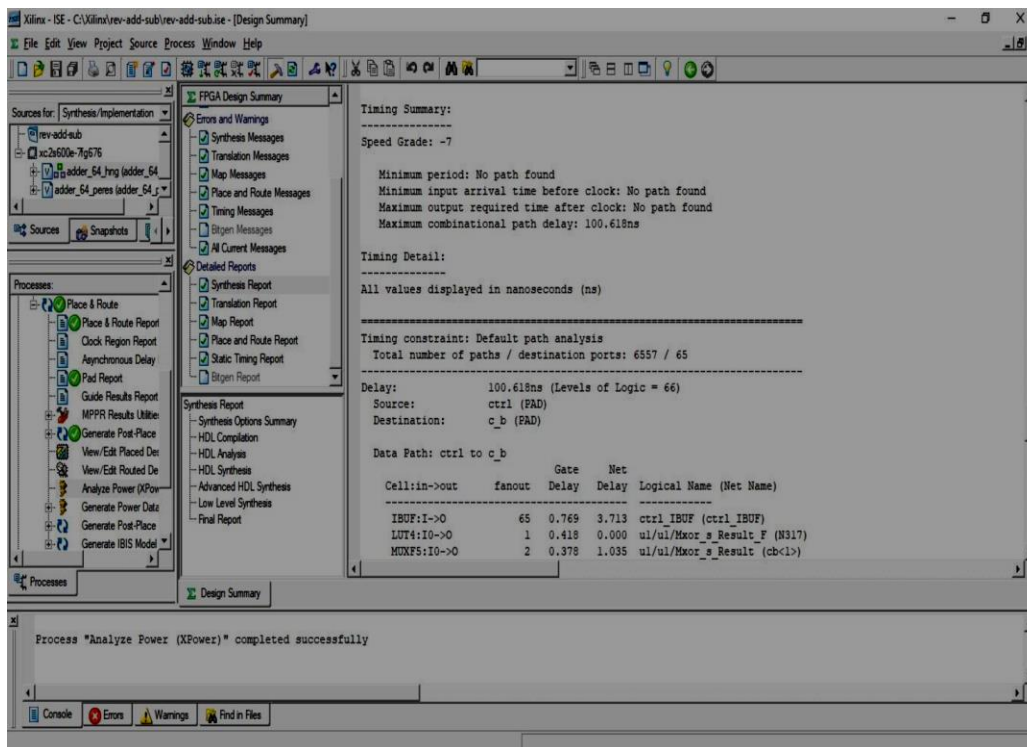 Xilinx - ISE - C:\Xilinx\rev-add-sub\rev-add-sub.ise - [Design Summary]
File Edit View Project Source Process Window Help
Sources for: Synthesis/Implementation
rev-add-sub
xc2s600e-7fg676
adder_64_hng (adder_64_
adder_64_peres (adder_64_
Sources
Snapshots
Processes:
Place & Route
Place & Route Report
Clock Region Report
Asynchronous Delay
Pad Report
Guide Results Report
MPPR Results Utilities
Generate Post-Place
View/Edit Placed De
View/Edit Routed De
Analyze Power (XPow
Generate Power Data
Generate Post-Place
Generate IBIS Model
Processes
FPGA Design Summary
Errors and Warnings
Synthesis Messages
Translation Messages
Map Messages
Place and Route Messages
Timing Messages
Bitgen Messages
All Current Messages
Detailed Reports
Synthesis Report
Translation Report
Map Report
Place and Route Report
Static Timing Report
Bitgen Report
Synthesis Report
Synthesis Options Summary
HDL Compilation
HDL Analysis
HDL Synthesis
Advanced HDL Synthesis
Low Level Synthesis
Final Report
Design Summary
Timing Summary:
---------------
Speed Grade: -7
Minimum period: No path found
Minimum input arrival time before clock: No path found
Maximum output required time after clock: No path found
Maximum combinational path delay: 100.618ns
Timing Detail:
--------------
All values displayed in nanoseconds (ns)
Timing constraint: Default path analysis
Total number of paths / destination ports: 6557 / 65
Delay: 100.618ns (Levels of Logic = 66)
Source: ctrl (PAD)
Destination: c_b (PAD)
Data Path: ctrl to c_b
Gate Net
Cell:in->out fanout Delay Delay Logical Name (Net Name)
IBUF:I->O 65 0.769 3.713 ctrl_IBUF (ctrl_IBUF)
LUT4:I0->O 1 0.418 0.000 u1/u1/Mxor_s_Result_F (N317)
MUXF5:I0->O 2 0.378 1.035 u1/u1/Mxor_s_Result (cb<1>)
Process "Analyze Power (XPower)" completed successfully
Console
Errors
Warnings
Find in Files